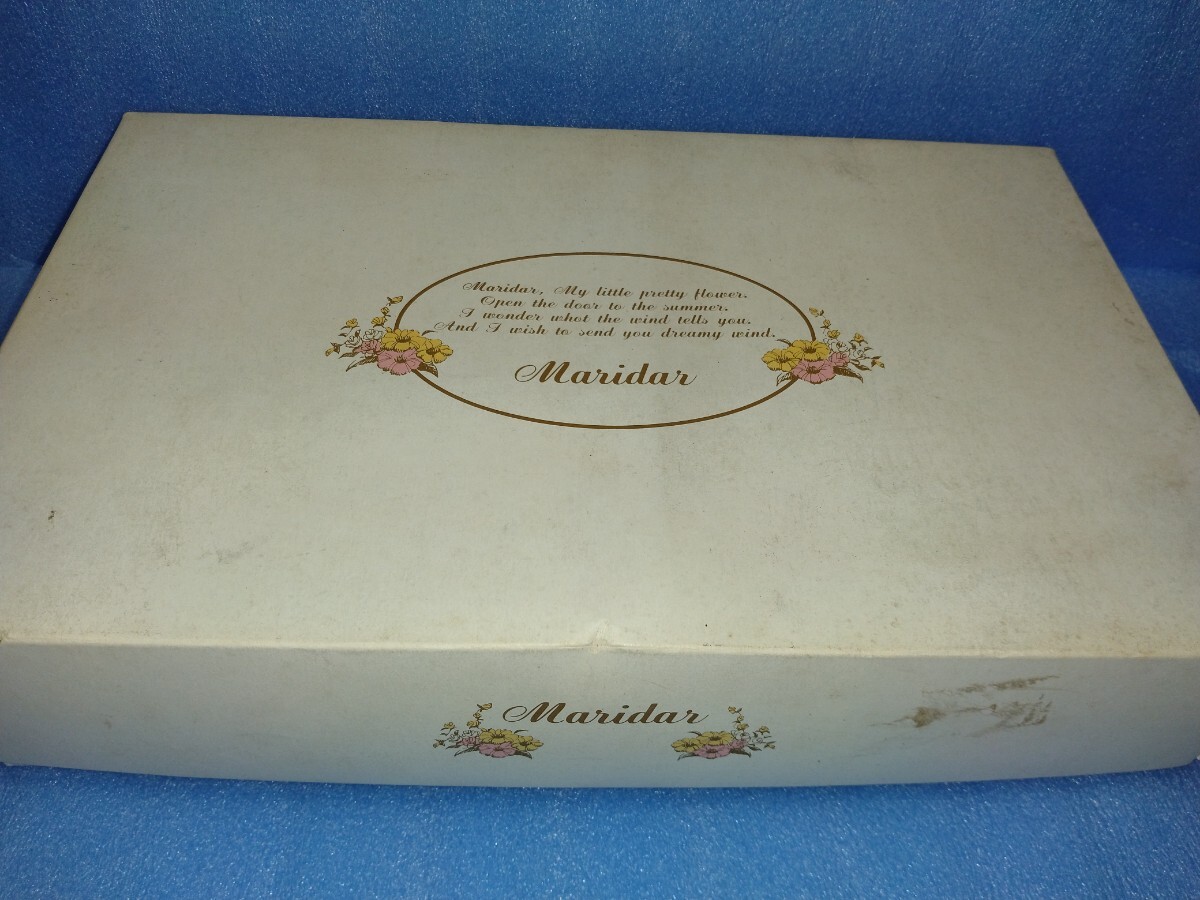 Maridar, My little pretty flower.
Open the door to the summer.
I wonder whot the wind tells you.
And I wish to send you dreamy wind.
Maridar
Maridar